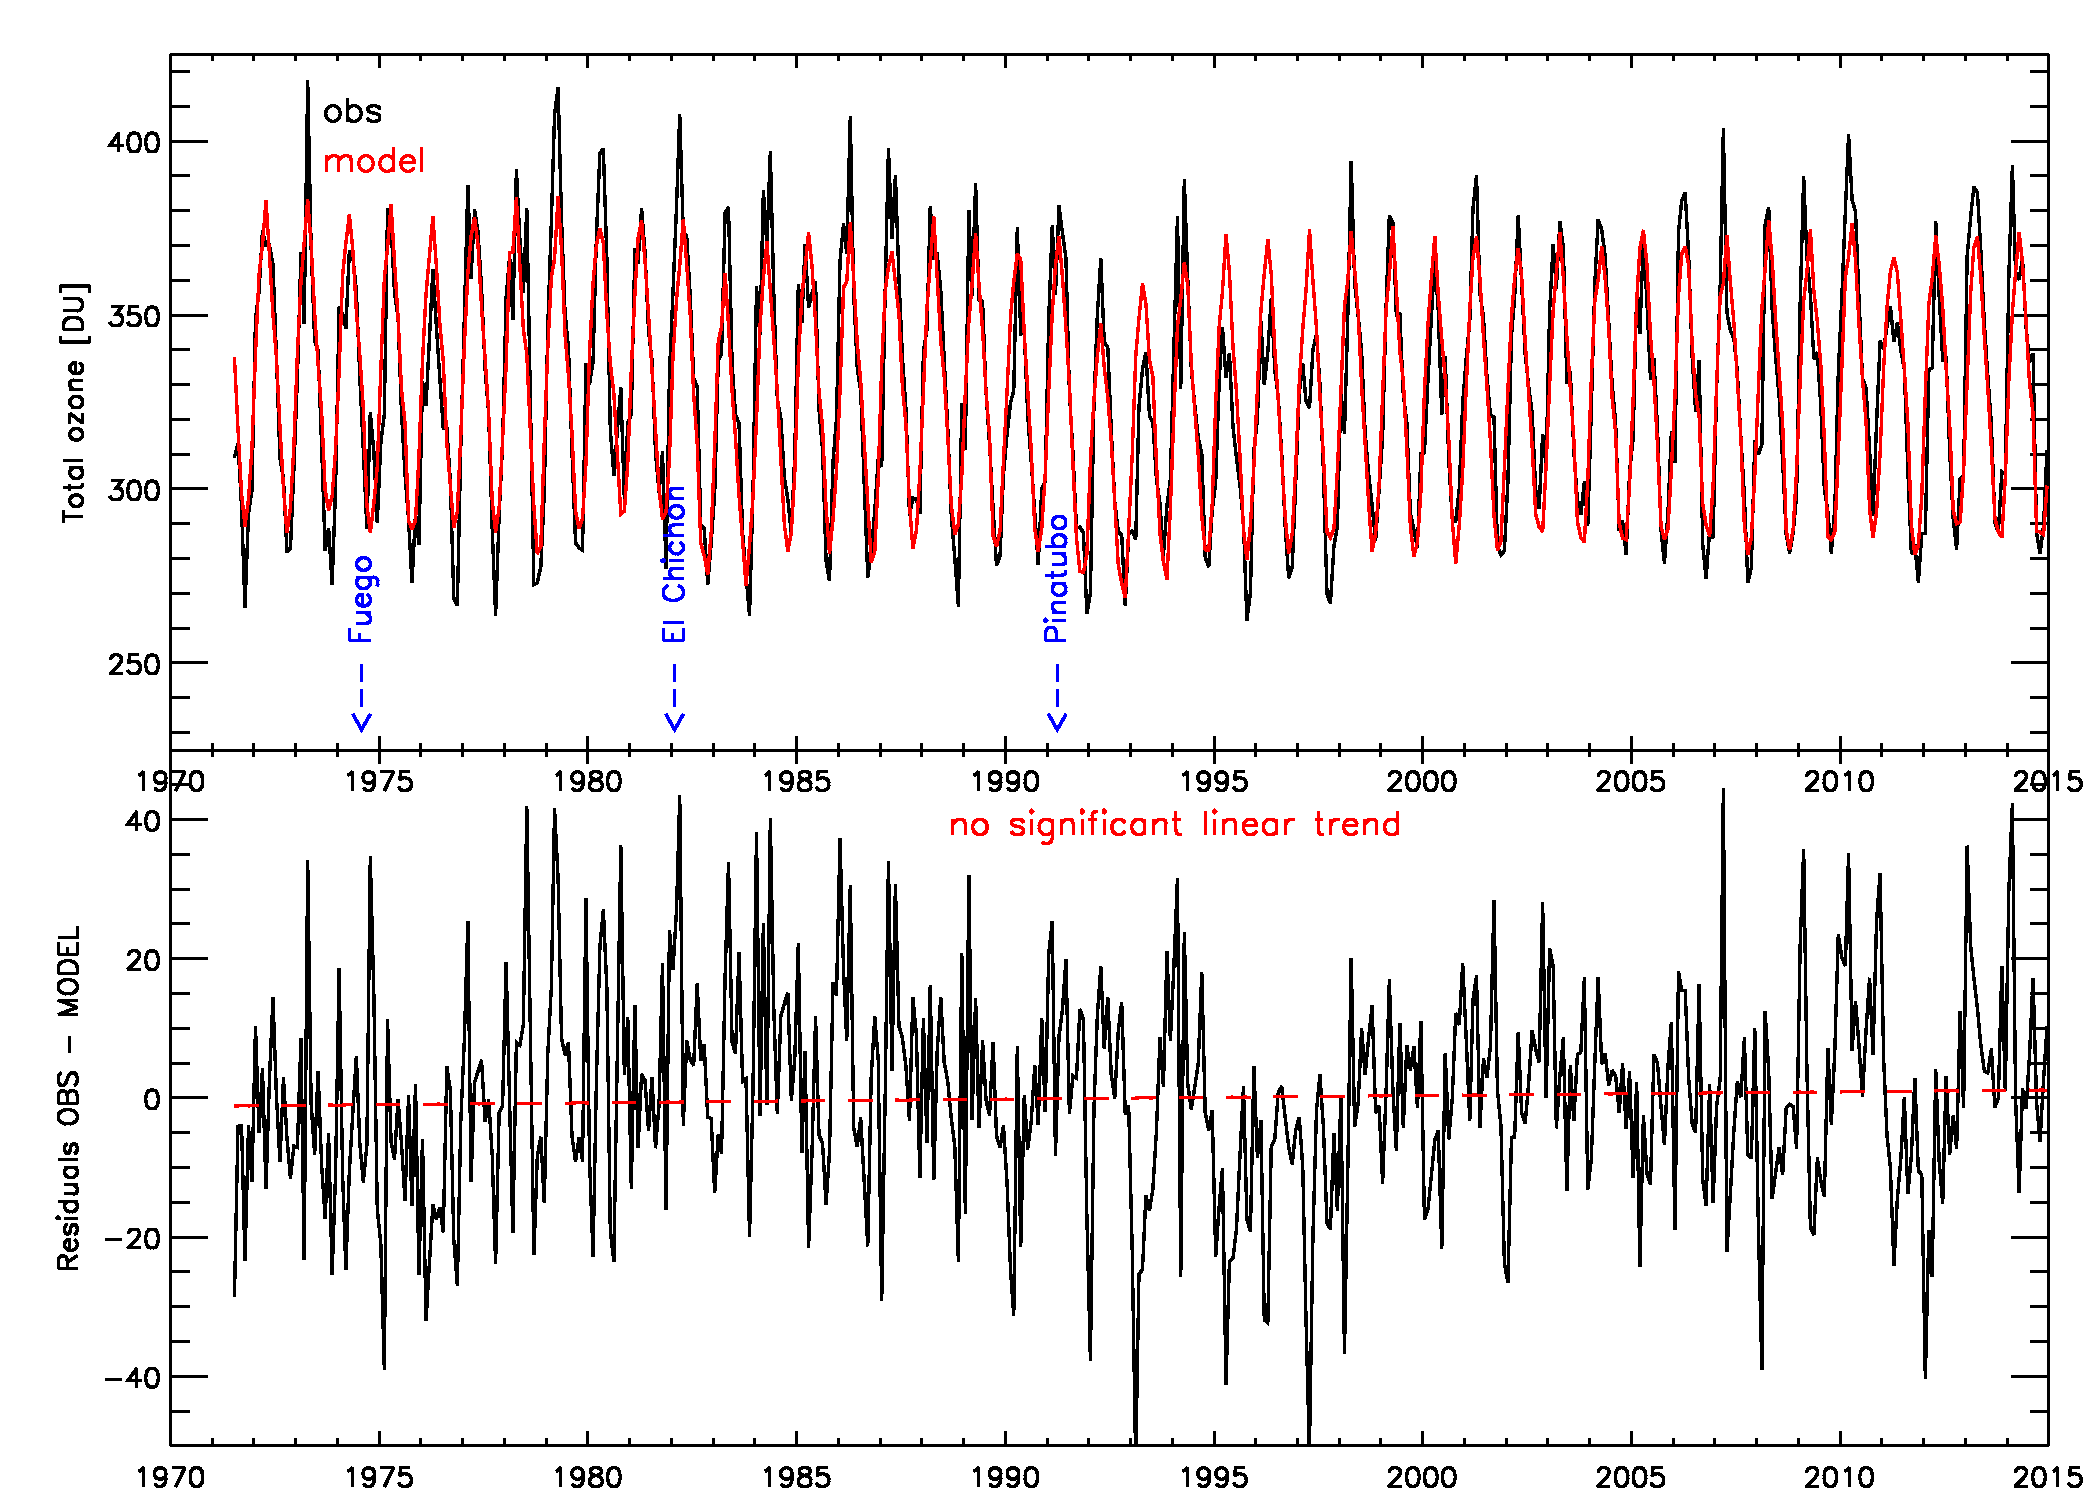 obs
model
Total ozone [DU]
400
350
300
250
<-- Fuego
<-- El Chichon
<-- Pinatubo
1970 1975 1980 1985 1990 1995 2000 2005 2010 2015
no significant linear trend
Residuals OBS - MODEL
40
20
0
-20
-40
1970 1975 1980 1985 1990 1995 2000 2005 2010 2015